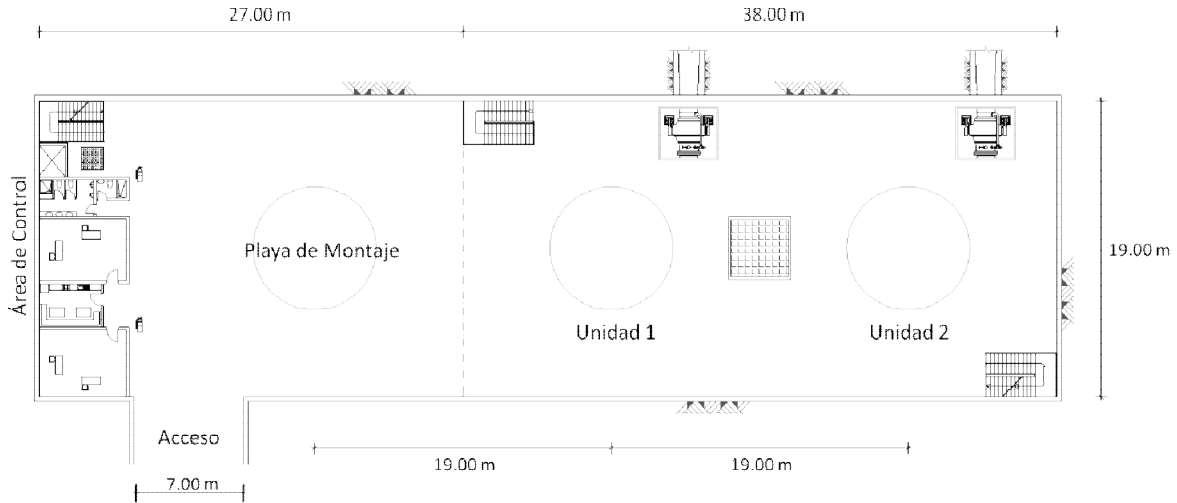 27.00 m
38.00 m
Área de Control
Playa de Montaje
19.00 m
Unidad 1
Unidad 2
Acceso
19.00 m
19.00 m
7.00 m